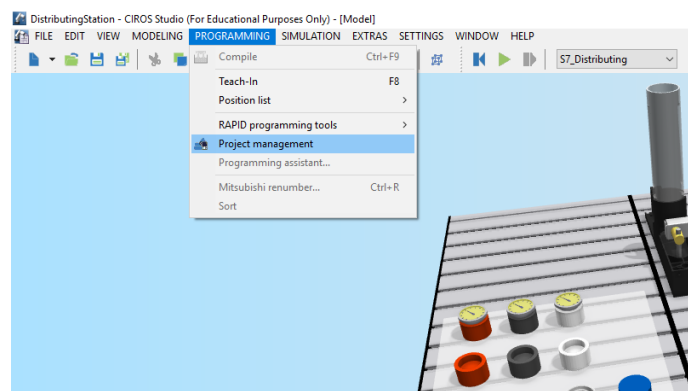 DistributingStation - CIROS Studio (For Educational Purposes Only) - [Model]
FILE EDIT VIEW MODELING PROGRAMMING SIMULATION EXTRAS SETTINGS WINDOW HELP
S7_Distributing
Compile Ctrl+F9
Teach-In F8
Position list
RAPID programming tools
Project management
Programming assistant...
Mitsubishi renumber... Ctrl+R
Sort